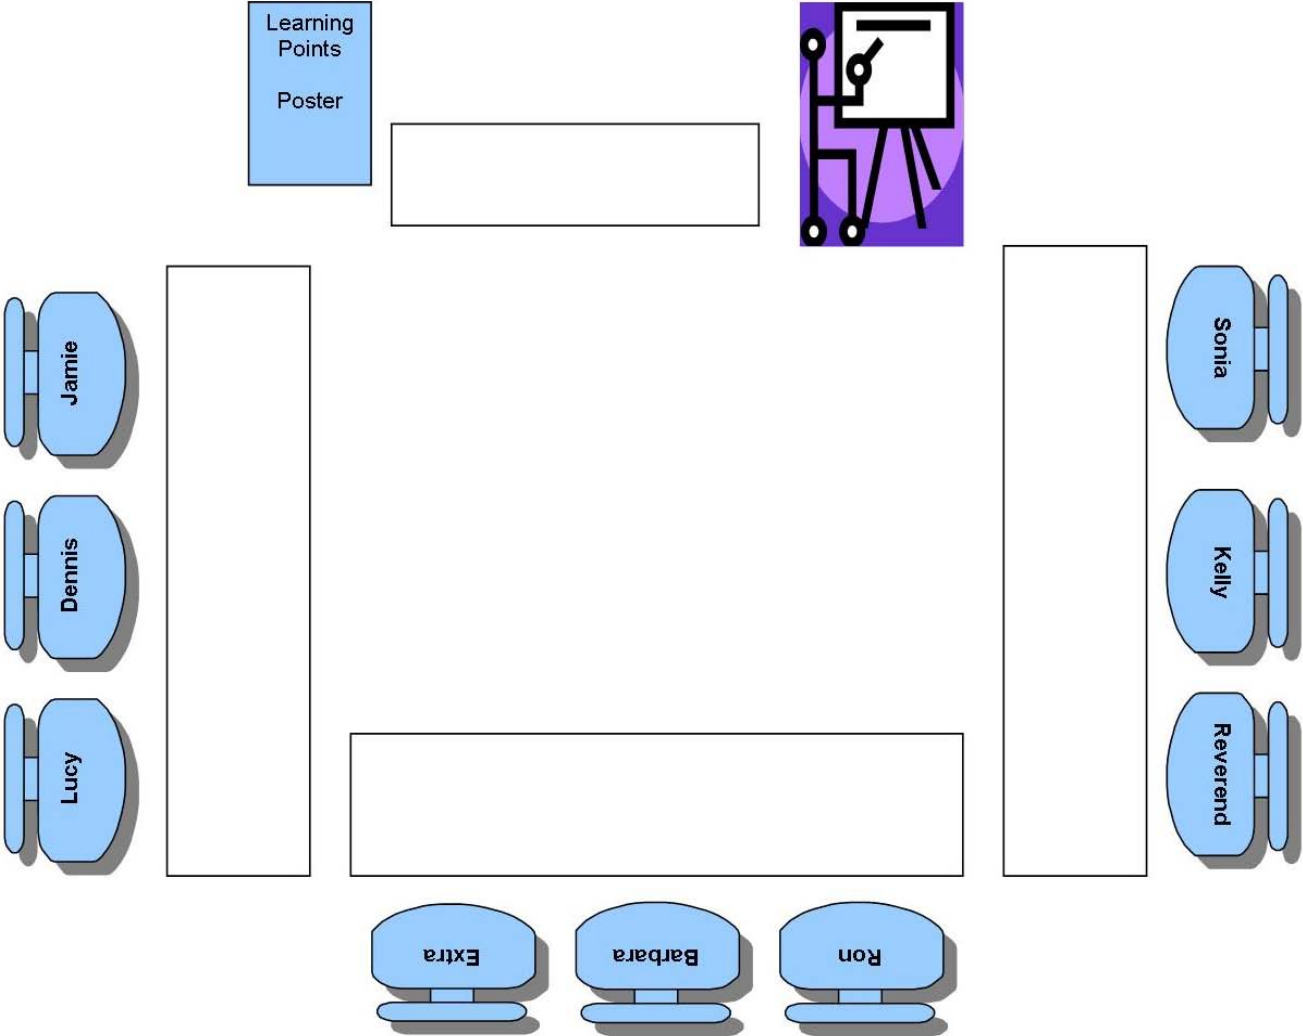 Learning
Points
Poster
Jamie
Sonia
Dennis
Kelly
Lucy
Reverend
Extra
Barbara
Ron